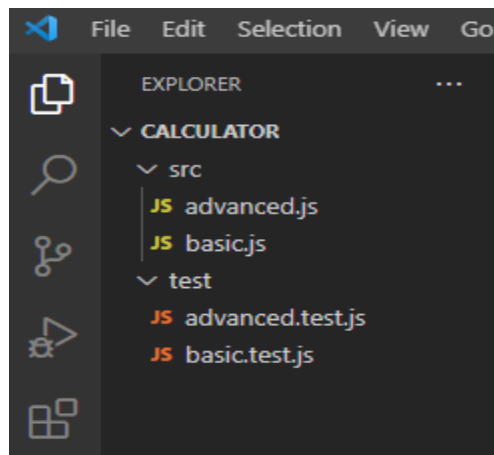 File Edit Selection View Go
EXPLORER ...
CALCULATOR
src
JS advanced.js
JS basic.js
test
JS advanced.test.js
JS basic.test.js